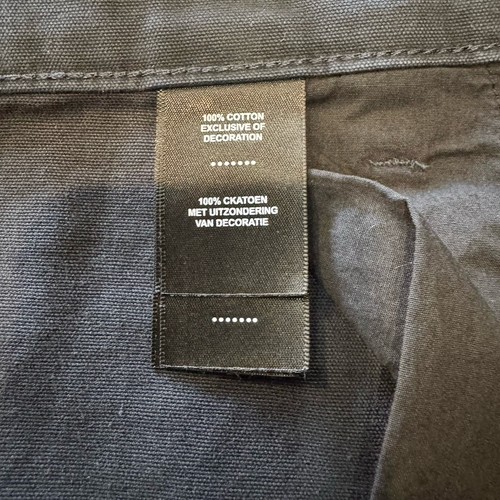 100% COTTON
EXCLUSIVE OF
DECORATION
•••••••
100% CKATOEN
MET UITZONDERING
VAN DECORATIE
•••••••